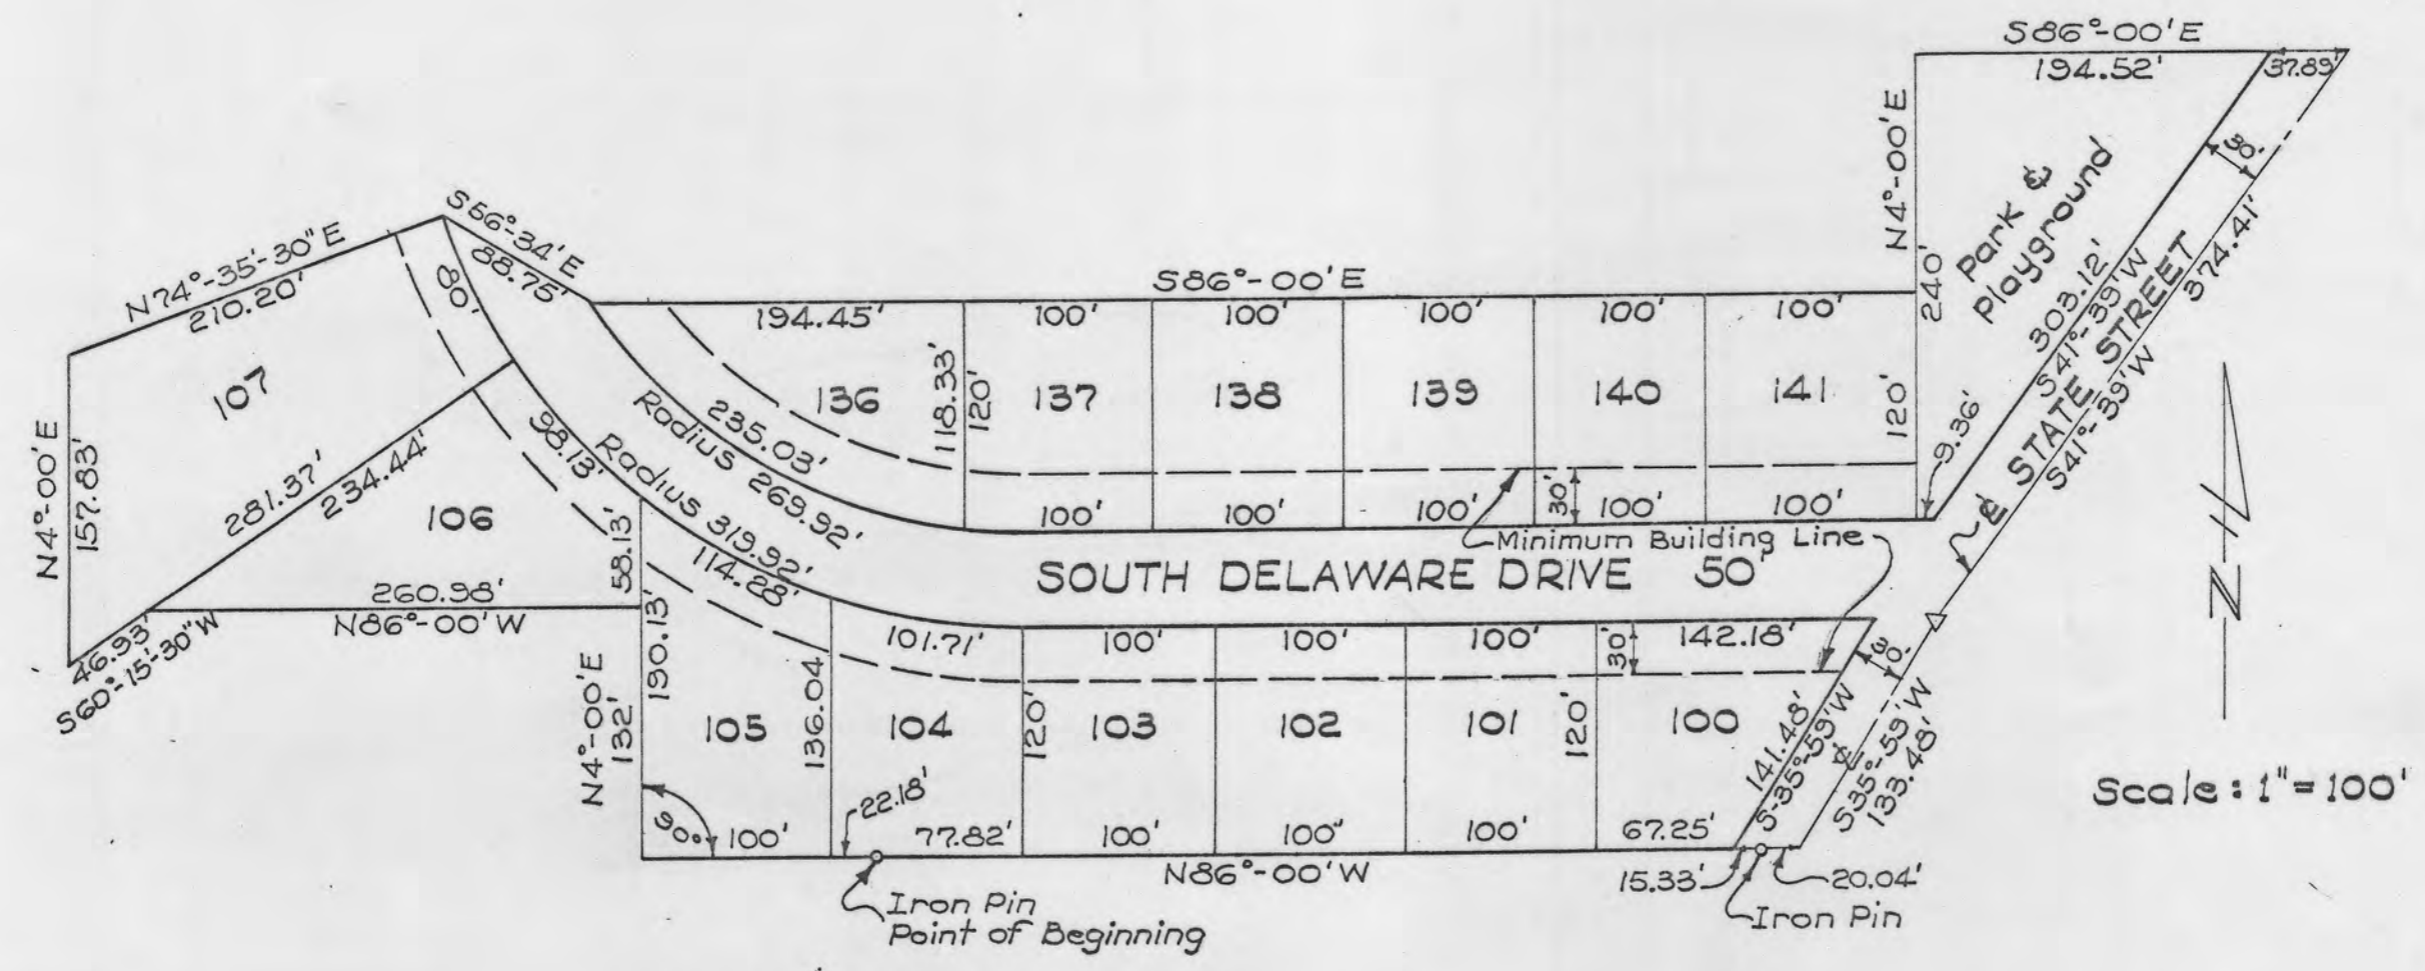 S86°-00'E
194.52'
37.89'
N4°-00'E
240'
Park &
Playground
30'
303.12'
S41°-39'W
℄ STATE STREET
374.41'
S41°-39'W
9.36'
N74°-35'-30"E
210.20'
S56°-34'E
88.75'
80'
107
N4°-00'E
157.83'
281.37'
234.44'
98.13'
106
260.98'
N86°-00'W
58.13'
46.93'
S60°-15'-30"W
S86°-00'E
194.45'
100'
100'
100'
100'
100'
136
118.33'
120'
137
138
139
140
141
120'
235.03'
Radius 269.92'
Radius 319.92'
114.28'
100'
100'
100'
30'
100'
100'
Minimum Building Line
SOUTH DELAWARE DRIVE 50'
101.71'
100'
100'
100'
30'
142.18'
190.13'
N4°-00'E
132'
105
136.04
104
120'
103
102
101
120'
100
30'
141.48'
S-35°-59'W
℄
S35°-59'W
133.48'
90°
100'
22.18'
77.82'
100'
100'
100'
67.25'
N86°-00'W
15.33'
20.04'
Iron Pin
Point of Beginning
Iron Pin
N
Scale: 1"=100'